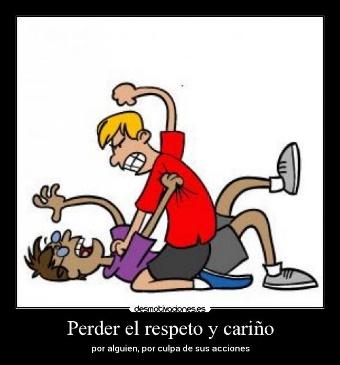 desmotivaciones.es
Perder el respeto y cariño
por alguien, por culpa de sus acciones